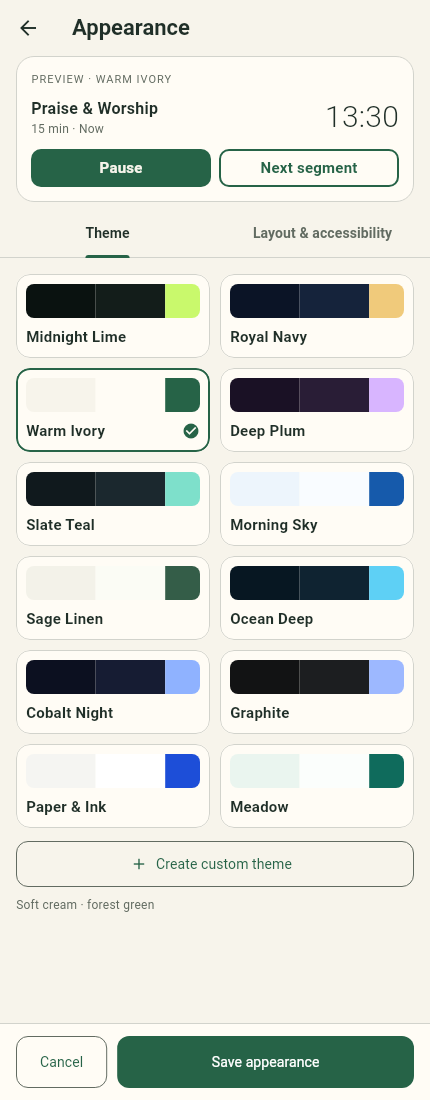 Appearance
PREVIEW · WARM IVORY
Praise & Worship
15 min · Now
13:30
Pause
Next segment
Theme
Layout & accessibility
Midnight Lime
Royal Navy
Warm Ivory
Deep Plum
Slate Teal
Morning Sky
Sage Linen
Ocean Deep
Cobalt Night
Graphite
Paper & Ink
Meadow
Create custom theme
Soft cream · forest green
Cancel
Save appearance